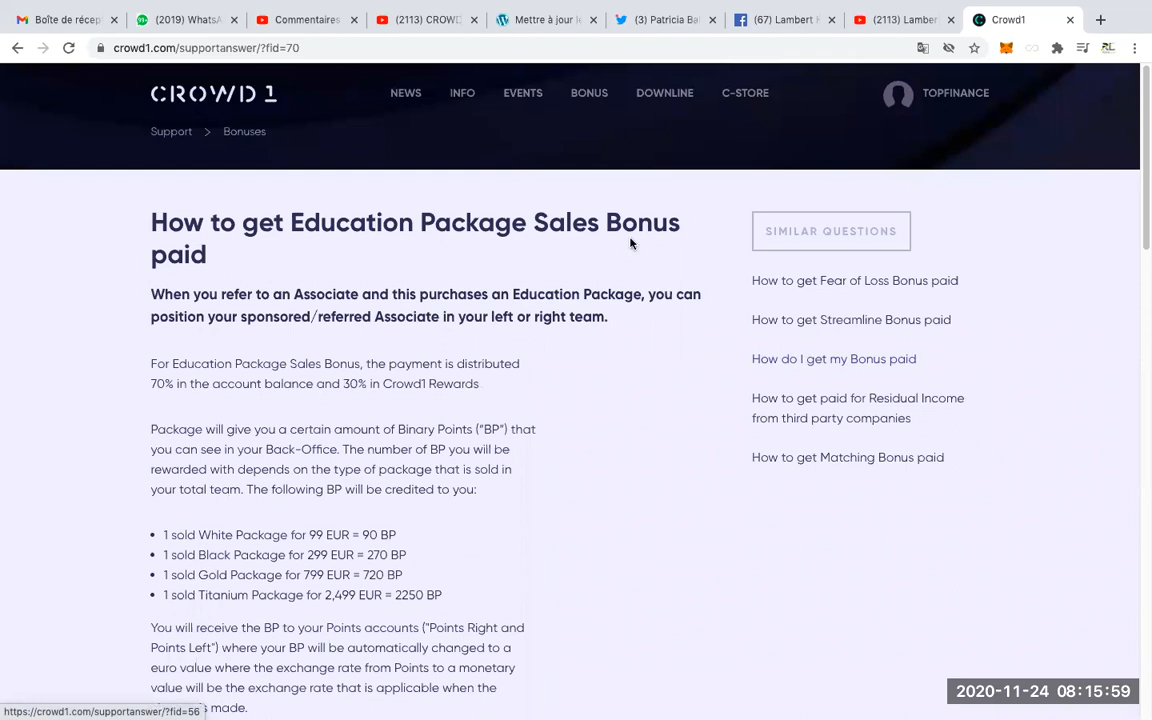 Boîte de récep
(2019) WhatsA
Commentaires
(2113) CROWD
Mettre à jour l
(3) Patricia Bal
(67) Lambert K
(2113) Lamber
Crowd1
crowd1.com/supportanswer/?fid=70
CROWD 1
NEWS
INFO
EVENTS
BONUS
DOWNLINE
C-STORE
TOPFINANCE
Support > Bonuses
How to get Education Package Sales Bonus
paid
When you refer to an Associate and this purchases an Education Package, you can
position your sponsored/referred Associate in your left or right team.
For Education Package Sales Bonus, the payment is distributed
70% in the account balance and 30% in Crowd1 Rewards
Package will give you a certain amount of Binary Points ("BP") that
you can see in your Back-Office. The number of BP you will be
rewarded with depends on the type of package that is sold in
your total team. The following BP will be credited to you:
• 1 sold White Package for 99 EUR = 90 BP
• 1 sold Black Package for 299 EUR = 270 BP
• 1 sold Gold Package for 799 EUR = 720 BP
• 1 sold Titanium Package for 2,499 EUR = 2250 BP
You will receive the BP to your Points accounts ("Points Right and
Points Left") where your BP will be automatically changed to a
euro value where the exchange rate from Points to a monetary
value will be the exchange rate that is applicable when the
made.
SIMILAR QUESTIONS
How to get Fear of Loss Bonus paid
How to get Streamline Bonus paid
How do I get my Bonus paid
How to get paid for Residual Income
from third party companies
How to get Matching Bonus paid
https://crowd1.com/supportanswer/?fid=56
2020-11-24 08:15:59